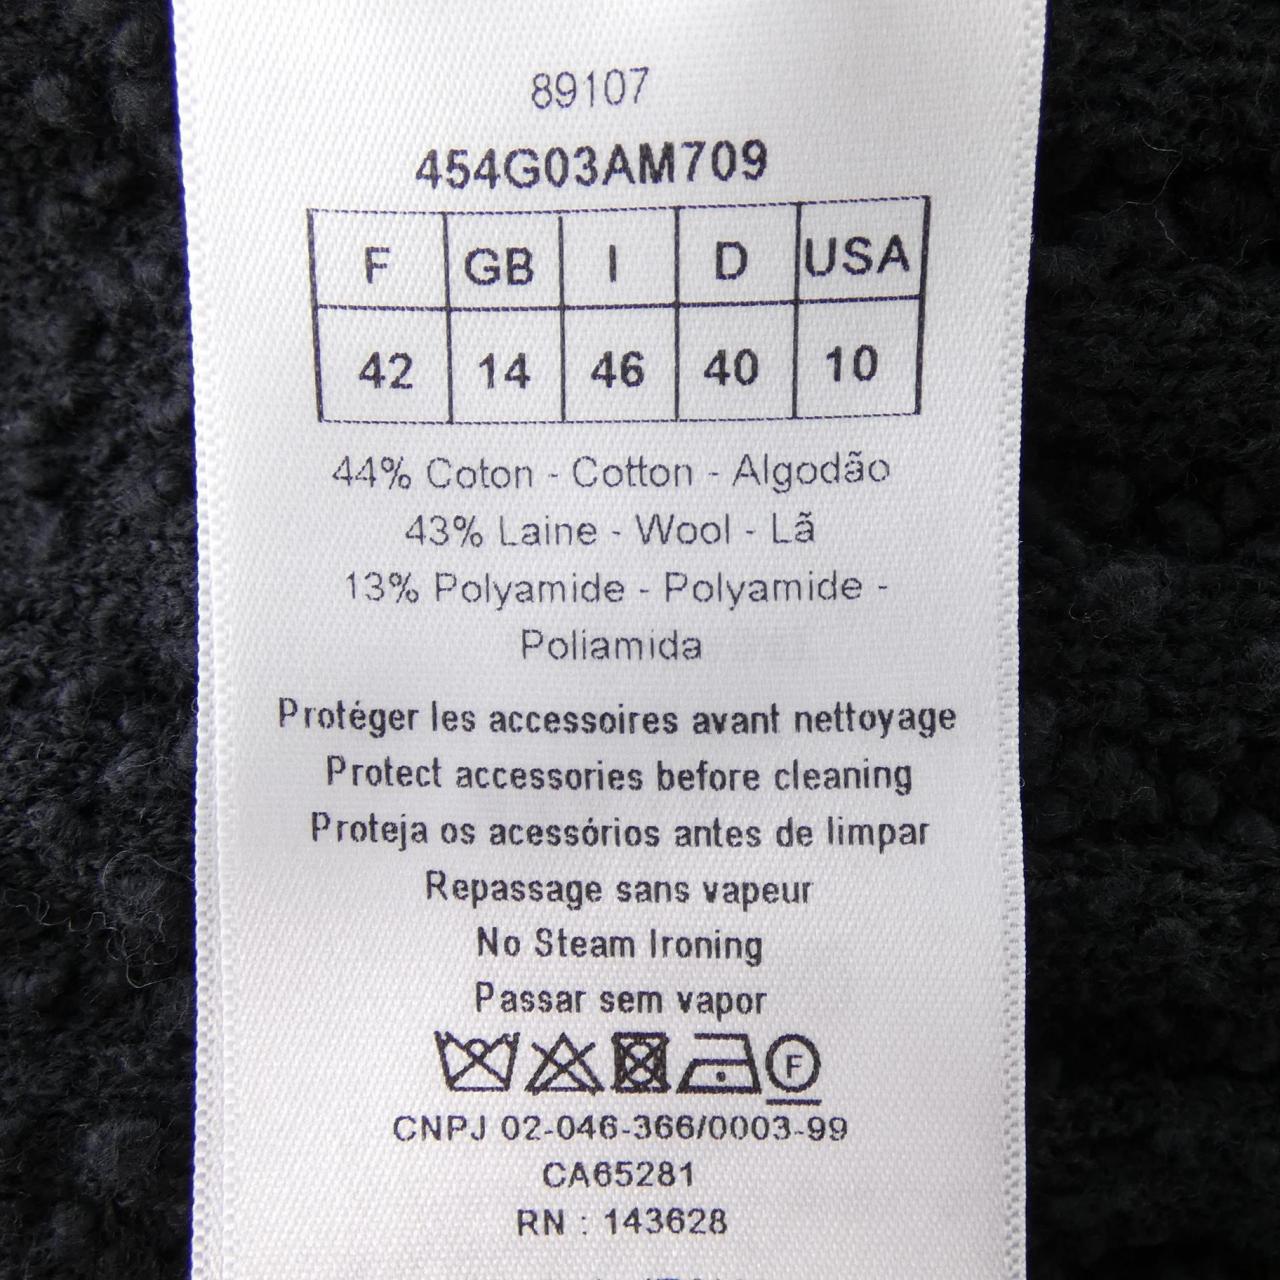 89107
454G03AM709
F GB I D USA
42 14 46 40 10
44% Coton - Cotton - Algodão
43% Laine - Wool - Lã
13% Polyamide - Polyamide -
Poliamida
Protéger les accessoires avant nettoyage
Protect accessories before cleaning
Proteja os acessórios antes de limpar
Repassage sans vapeur
No Steam Ironing
Passar sem vapor
F
CNPJ 02-046-366/0003-99
CA65281
RN : 143628